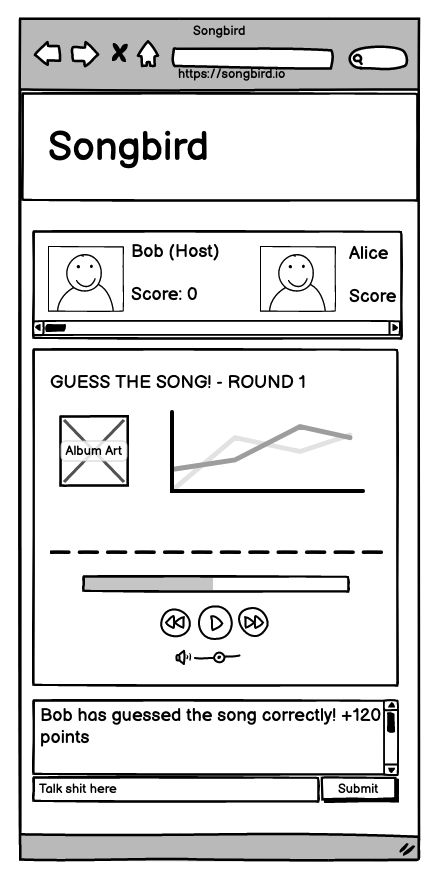 Songbird
https://songbird.io
Songbird
Bob (Host)
Score: 0
Alice
Score
GUESS THE SONG! - ROUND 1
Album Art
Bob has guessed the song correctly! +120
points
Talk shit here
Submit